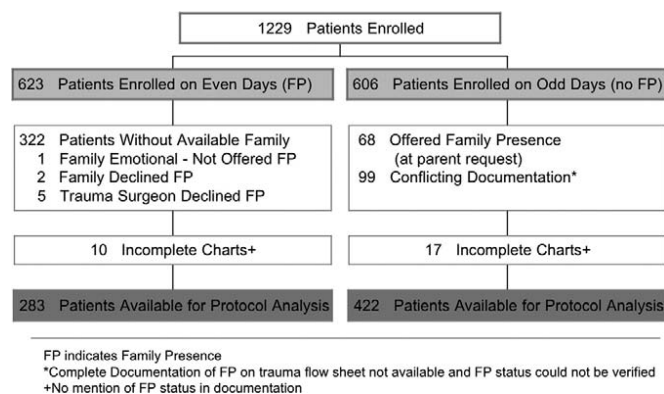 1229 Patients Enrolled
623 Patients Enrolled on Even Days (FP)
606 Patients Enrolled on Odd Days (no FP)
322 Patients Without Available Family
1 Family Emotional - Not Offered FP
2 Family Declined FP
5 Trauma Surgeon Declined FP
68 Offered Family Presence
(at parent request)
99 Conflicting Documentation*
10 Incomplete Charts+
17 Incomplete Charts+
283 Patients Available for Protocol Analysis
422 Patients Available for Protocol Analysis
FP indicates Family Presence
*Complete Documentation of FP on trauma flow sheet not available and FP status could not be verified
+No mention of FP status in documentation